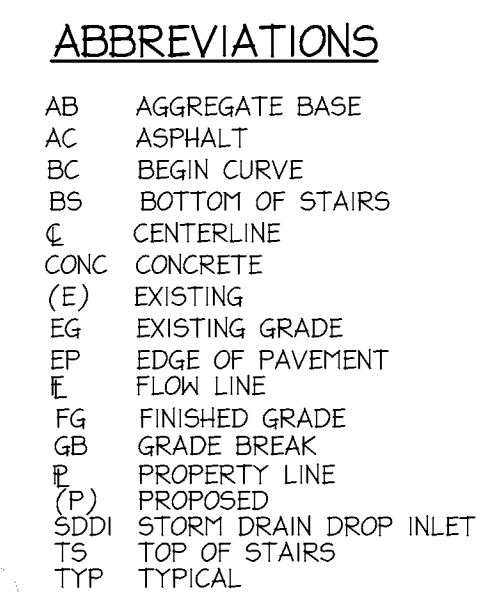 ABBREVIATIONS
AB AGGREGATE BASE
AC ASPHALT
BC BEGIN CURVE
BS BOTTOM OF STAIRS
℄ CENTERLINE
CONC CONCRETE
(E) EXISTING
EG EXISTING GRADE
EP EDGE OF PAVEMENT
FL FLOW LINE
FG FINISHED GRADE
GB GRADE BREAK
PL PROPERTY LINE
(P) PROPOSED
SDDI STORM DRAIN DROP INLET
TS TOP OF STAIRS
TYP TYPICAL